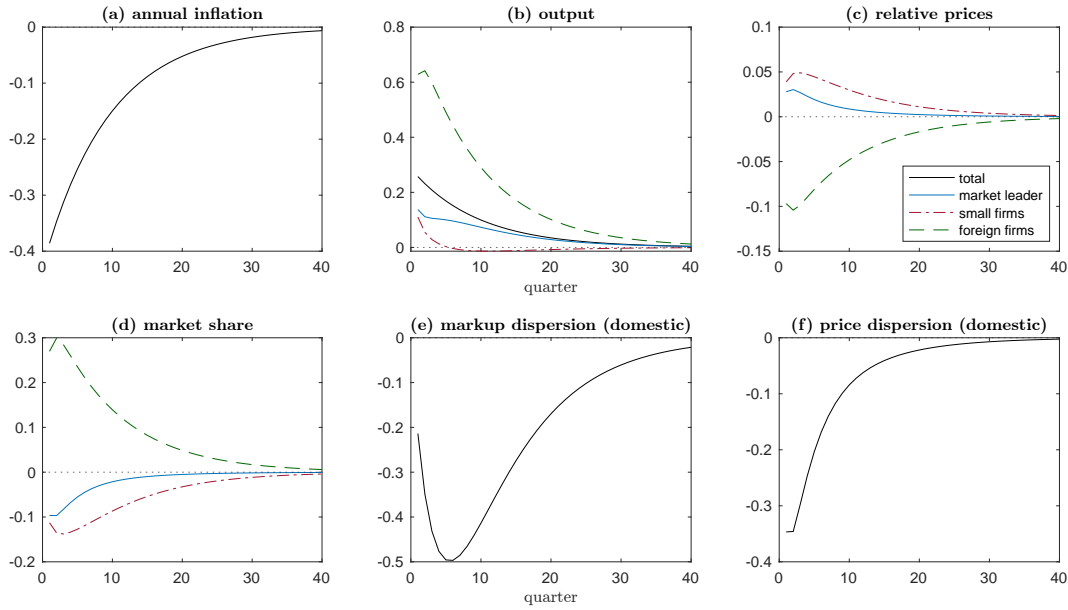 (a) annual inflation
0
-0.1
-0.2
-0.3
-0.4
0 10 20 30 40
(b) output
0.8
0.6
0.4
0.2
0
0 10 20 30 40
quarter
(c) relative prices
0.1
0.05
0
-0.05
-0.1
-0.15
0 10 20 30 40
total
market leader
small firms
foreign firms
(d) market share
0.3
0.2
0.1
0
-0.1
-0.2
0 10 20 30 40
(e) markup dispersion (domestic)
0
-0.1
-0.2
-0.3
-0.4
-0.5
0 10 20 30 40
quarter
(f) price dispersion (domestic)
0
-0.1
-0.2
-0.3
-0.4
0 10 20 30 40